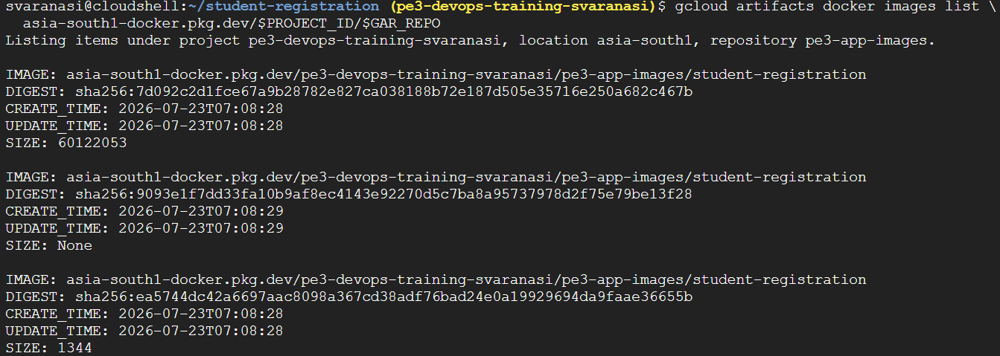 svaranasi@cloudshell:~/student-registration (pe3-devops-training-svaranasi)$ gcloud artifacts docker images list \
  asia-south1-docker.pkg.dev/$PROJECT_ID/$GAR_REPO
Listing items under project pe3-devops-training-svaranasi, location asia-south1, repository pe3-app-images.

IMAGE: asia-south1-docker.pkg.dev/pe3-devops-training-svaranasi/pe3-app-images/student-registration
DIGEST: sha256:7d092c2d1fce67a9b28782e827ca038188b72e187d505e35716e250a682c467b
CREATE_TIME: 2026-07-23T07:08:28
UPDATE_TIME: 2026-07-23T07:08:28
SIZE: 60122053

IMAGE: asia-south1-docker.pkg.dev/pe3-devops-training-svaranasi/pe3-app-images/student-registration
DIGEST: sha256:9093e1f7dd33fa10b9af8ec4143e92270d5c7ba8a95737978d2f75e79be13f28
CREATE_TIME: 2026-07-23T07:08:29
UPDATE_TIME: 2026-07-23T07:08:29
SIZE: None

IMAGE: asia-south1-docker.pkg.dev/pe3-devops-training-svaranasi/pe3-app-images/student-registration
DIGEST: sha256:ea5744dc42a6697aac8098a367cd38adf76bad24e0a19929694da9faae36655b
CREATE_TIME: 2026-07-23T07:08:28
UPDATE_TIME: 2026-07-23T07:08:28
SIZE: 1344